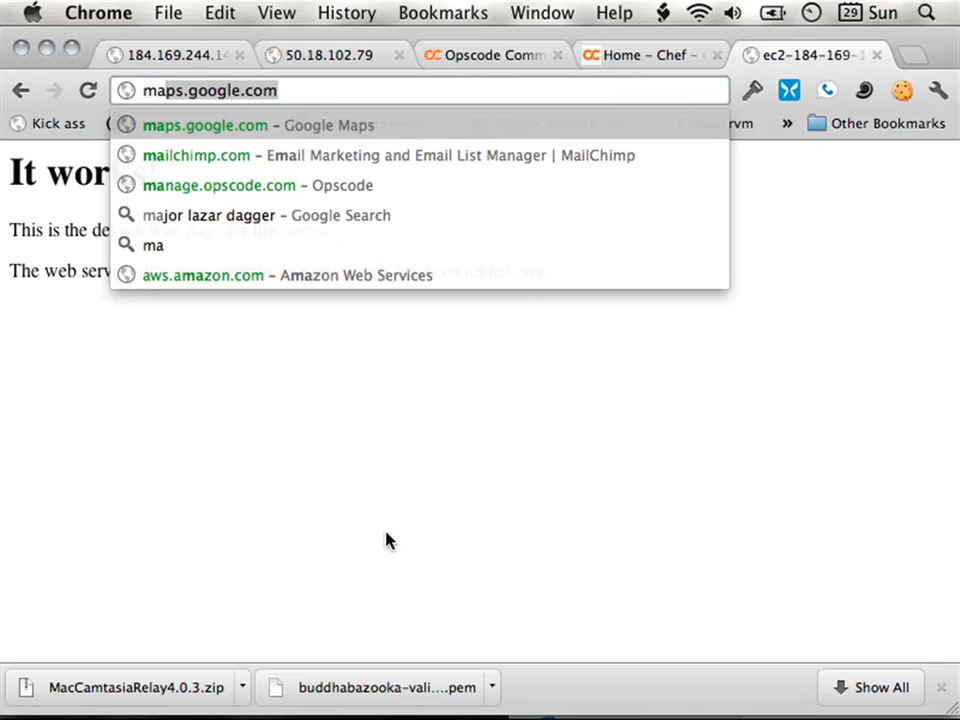 Chrome File Edit View History Bookmarks Window Help 29 Sun
184.169.244.1 50.18.102.79 Opscode Comm Home – Chef – ec2-184-169-1
maps.google.com
Kick ass rvm » Other Bookmarks
maps.google.com – Google Maps
mailchimp.com – Email Marketing and Email List Manager | MailChimp
manage.opscode.com – Opscode
major lazar dagger – Google Search
ma
aws.amazon.com – Amazon Web Services
It wor
This is the de
The web serv
MacCamtasiaRelay4.0.3.zip buddhabazooka-vali....pem Show All